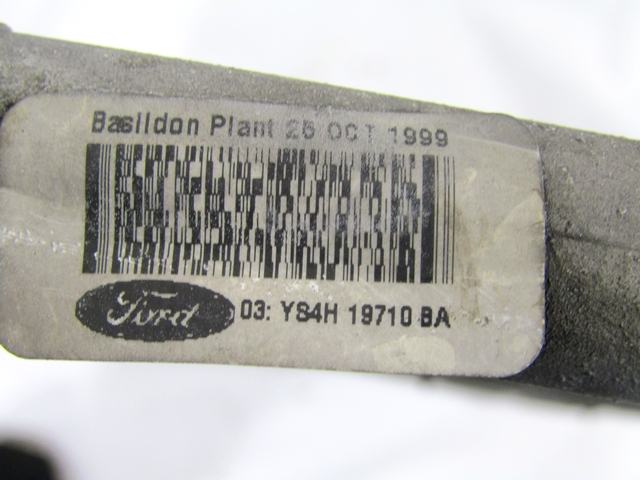 Basildon Plant 25 OCT 1999
Ford
03: YS4H 19710 BA